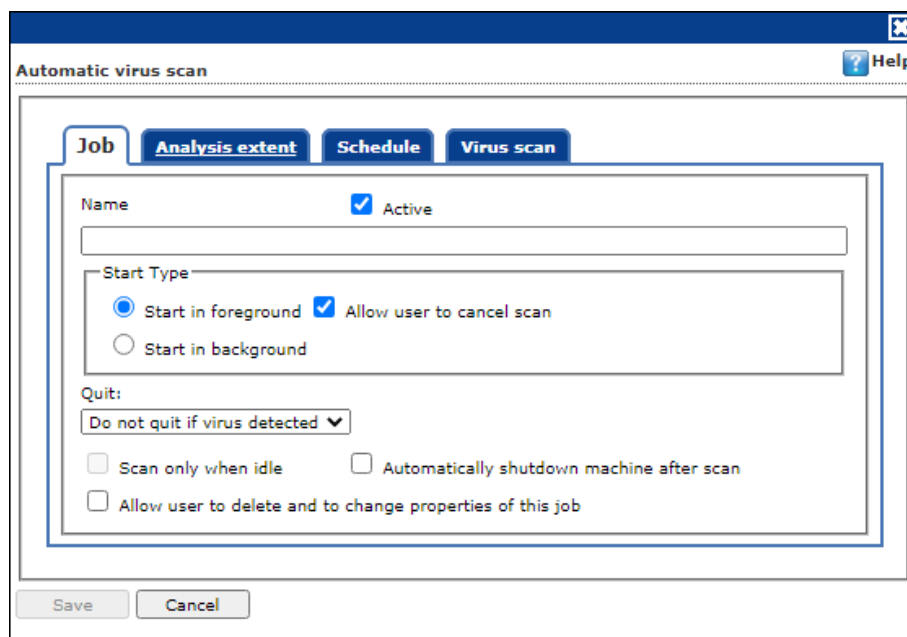 Automatic virus scan
? Help
Job Analysis extent Schedule Virus scan
Name Active
Start Type
Start in foreground Allow user to cancel scan
Start in background
Quit:
Do not quit if virus detected
Scan only when idle Automatically shutdown machine after scan
Allow user to delete and to change properties of this job
Save Cancel